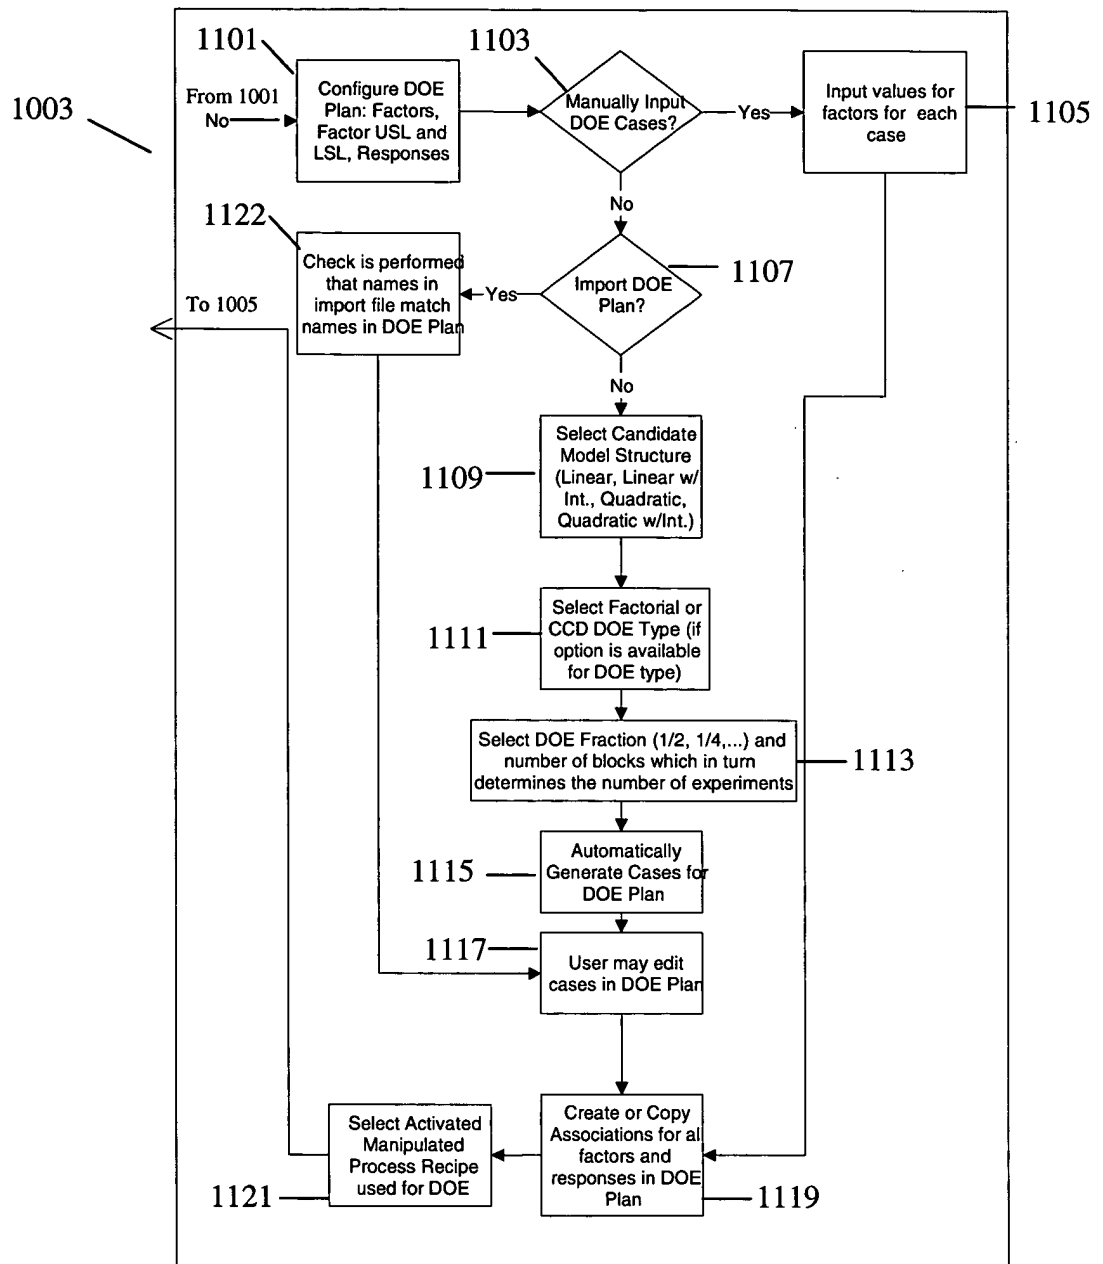 1101
1103
From 1001
No
Configure DOE
Plan: Factors,
Factor USL and
LSL, Responses
Manually Input
DOE Cases?
Yes
Input values for
factors for each
case
1003
1105
No
1122
Check is performed
that names in
import file match
names in DOE Plan
Yes
Import DOE
Plan?
1107
To 1005
No
Select Candidate
Model Structure
(Linear, Linear w/
Int., Quadratic,
Quadratic w/Int.)
1109
Select Factorial or
CCD DOE Type (if
option is available
for DOE type)
1111
Select DOE Fraction (1/2, 1/4,...) and
number of blocks which in turn
determines the number of experiments
1113
Automatically
Generate Cases for
DOE Plan
1115
1117
User may edit
cases in DOE Plan
Select Activated
Manipulated
Process Recipe
used for DOE
1121
Create or Copy
Associations for all
factors and
responses in DOE
Plan
1119